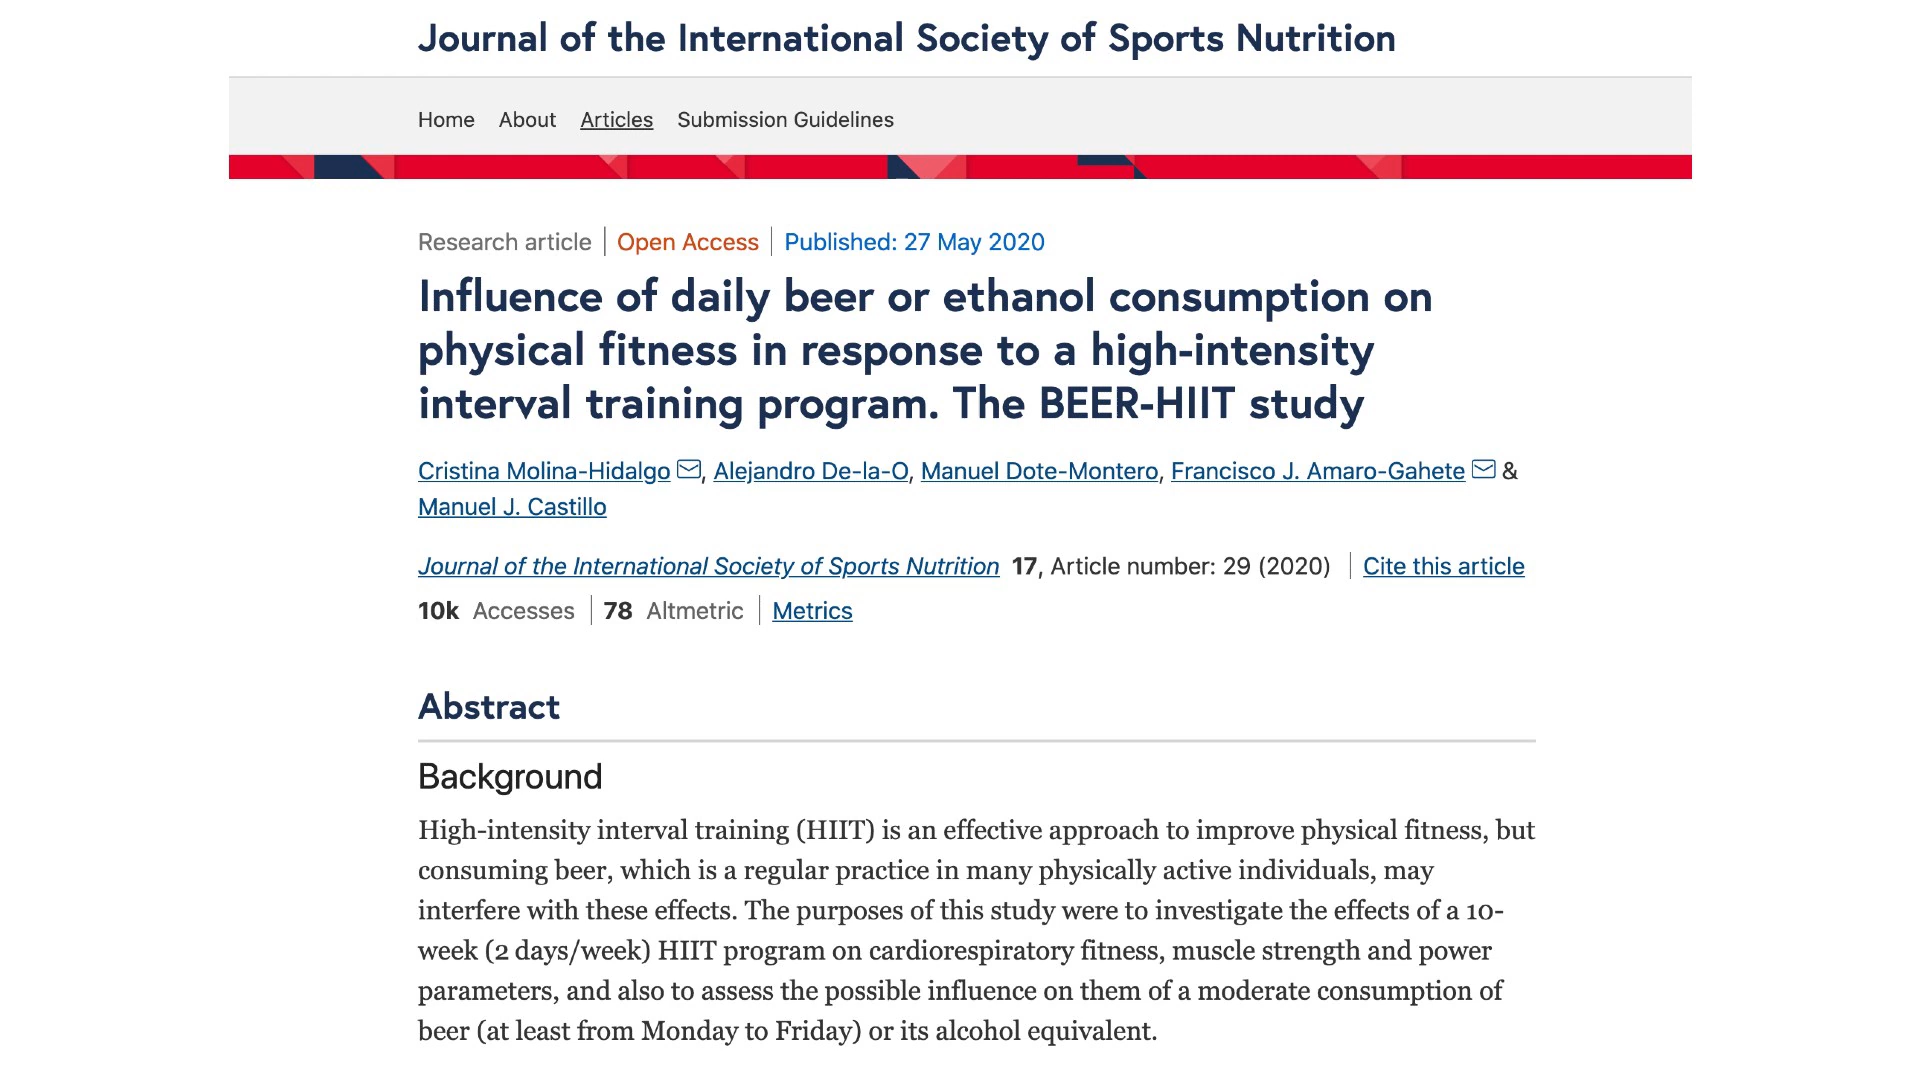 Journal of the International Society of Sports Nutrition
Home About Articles Submission Guidelines
Research article | Open Access | Published: 27 May 2020
Influence of daily beer or ethanol consumption on
physical fitness in response to a high-intensity
interval training program. The BEER-HIIT study
Cristina Molina-Hidalgo, Alejandro De-la-O, Manuel Dote-Montero, Francisco J. Amaro-Gahete &
Manuel J. Castillo
Journal of the International Society of Sports Nutrition 17, Article number: 29 (2020) | Cite this article
10k Accesses | 78 Altmetric | Metrics
Abstract
Background
High-intensity interval training (HIIT) is an effective approach to improve physical fitness, but
consuming beer, which is a regular practice in many physically active individuals, may
interfere with these effects. The purposes of this study were to investigate the effects of a 10-
week (2 days/week) HIIT program on cardiorespiratory fitness, muscle strength and power
parameters, and also to assess the possible influence on them of a moderate consumption of
beer (at least from Monday to Friday) or its alcohol equivalent.